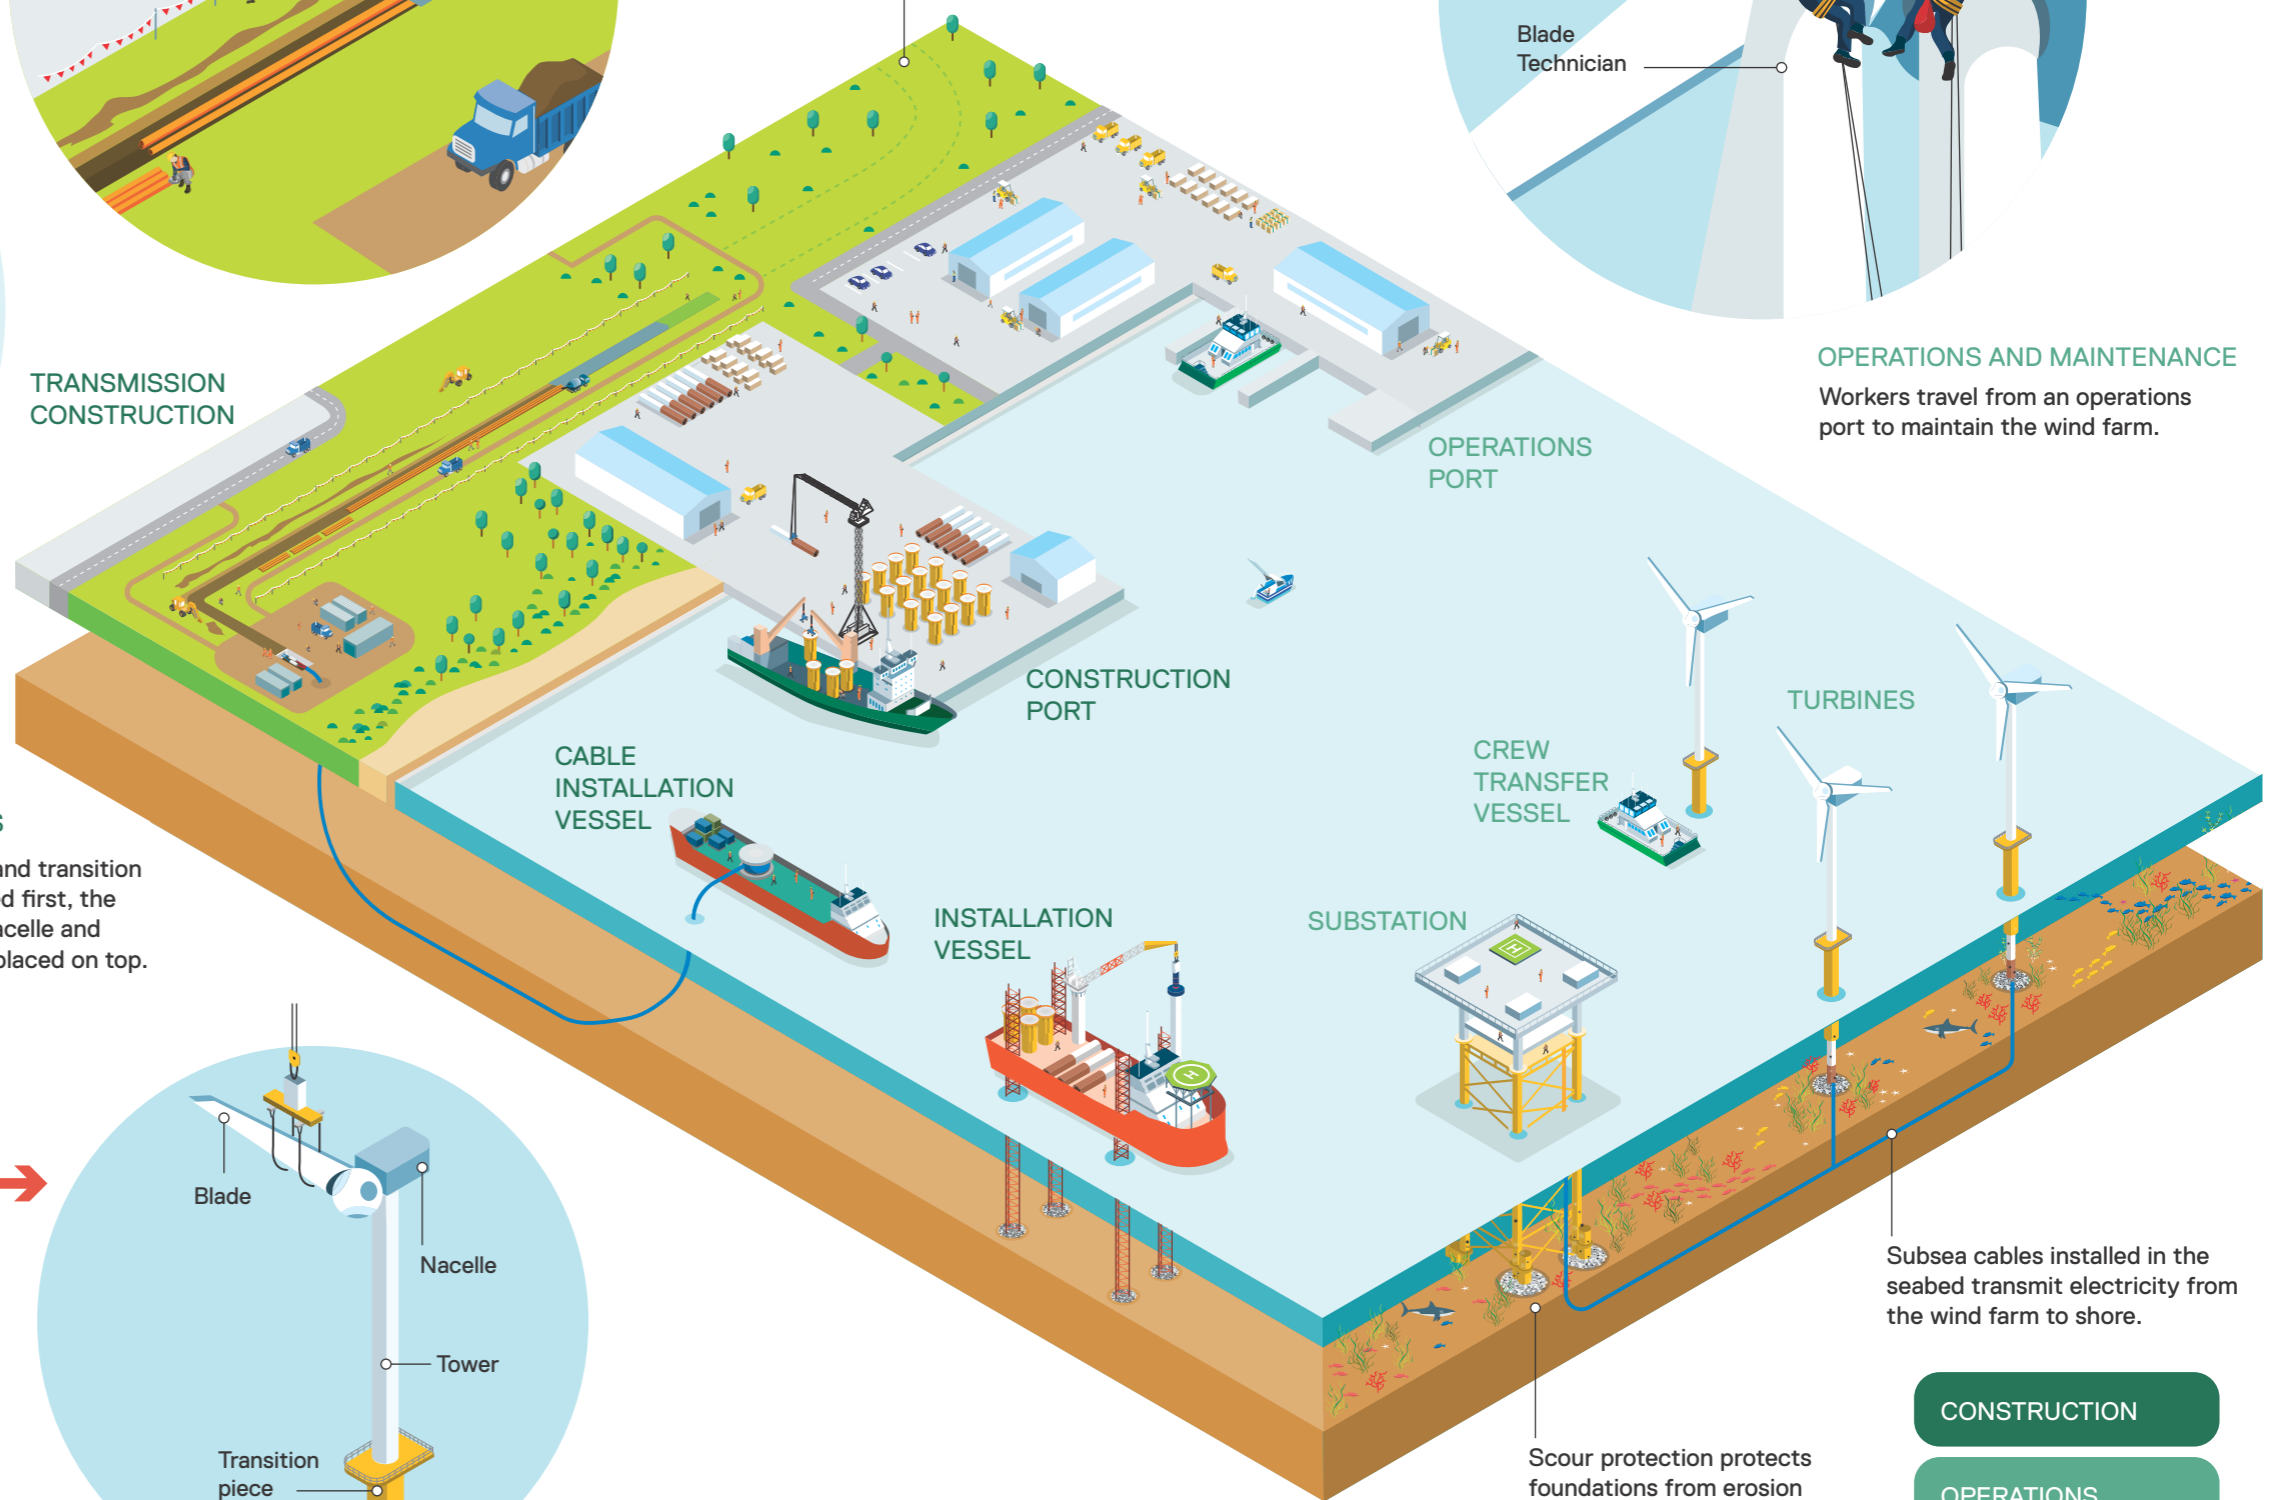 Blade
Technician
TRANSMISSION
CONSTRUCTION
OPERATIONS AND MAINTENANCE
Workers travel from an operations
port to maintain the wind farm.
OPERATIONS
PORT
CONSTRUCTION
PORT
TURBINES
CABLE
INSTALLATION
VESSEL
CREW
TRANSFER
VESSEL
S
and transition
ed first, the
acelle and
placed on top.
INSTALLATION
VESSEL
SUBSTATION
H
H
Blade
Nacelle
Tower
Transition
piece
Subsea cables installed in the
seabed transmit electricity from
the wind farm to shore.
Scour protection protects
foundations from erosion
CONSTRUCTION
OPERATIONS